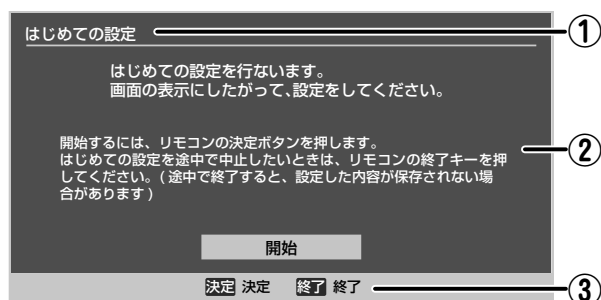 はじめての設定
①
はじめての設定を行ないます。
画面の表示にしたがって、設定をしてください。
開始するには、リモコンの決定ボタンを押します。
はじめての設定を途中で中止したいときは、リモコンの終了キーを押
してください。(途中で終了すると、設定した内容が保存されない場
合があります)
②
開始
決定 決定 終了 終了
③